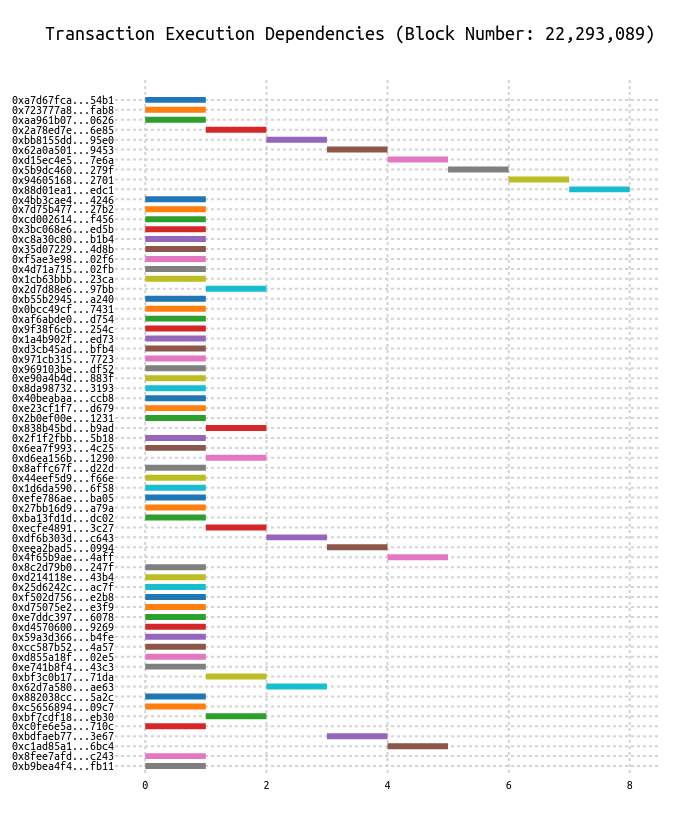 Transaction Execution Dependencies (Block Number: 22,293,089)
0xa7d67fca...54b1
0x723777a8...fab8
0xaa961b07...0626
0x2a78ed7e...6e85
0xbb8155dd...95e0
0x62a0a501...9453
0xd15ec4e5...7e6a
0x5b9dc460...279f
0x94605168...2701
0x88d01ea1...edc1
0x4bb3cae4...4246
0x7d75b477...27b2
0xcd002614...f456
0x3bc068e6...ed5b
0xc8a30c80...b1b4
0x35d07229...4d8b
0xf5ae3e98...02f6
0x4d71a715...02fb
0x1cb63bbb...23ca
0x2d7d88e6...97bb
0xb55b2945...a240
0x0bcc49cf...7431
0xaf6abde0...d754
0x9f38f6cb...254c
0x1a4b902f...ed73
0xd3cb45ad...bfb4
0x971cb315...7723
0x969103be...df52
0xe90a4b4d...883f
0x8da98732...3193
0x40beabaa...ccb8
0xe23cf1f7...d679
0x2b0ef00e...1231
0x838b45bd...b9ad
0x2f1f2fbb...5b18
0x6ea7f993...4c25
0xd6ea156b...1290
0x8affc67f...d22d
0x44eef5d9...f66e
0x1d6da590...6f58
0xefe786ae...ba05
0x27bb16d9...a79a
0xba13fd1d...dc02
0xecfe4891...3c27
0xdf6b303d...c643
0xeea2bad5...0994
0x4f65b9ae...4aff
0x8c2d79b0...247f
0xd214118e...43b4
0x25d6242c...ac7f
0xf502d756...e2b8
0xd75075e2...e3f9
0xe7ddc397...6078
0xd4570600...9269
0x59a3d366...b4fe
0xcc587b52...4a57
0xd855a18f...02e5
0xe741b8f4...43c3
0xbf3c0b17...71da
0x62d7a580...ae63
0x882038cc...5a2c
0xc5656894...09c7
0xbf7cdf18...eb30
0xc0fe6e5a...710c
0xbdfaeb77...3e67
0xc1ad85a1...6bc4
0x8fee7afd...c243
0xb9bea4f4...fb11
0 2 4 6 8